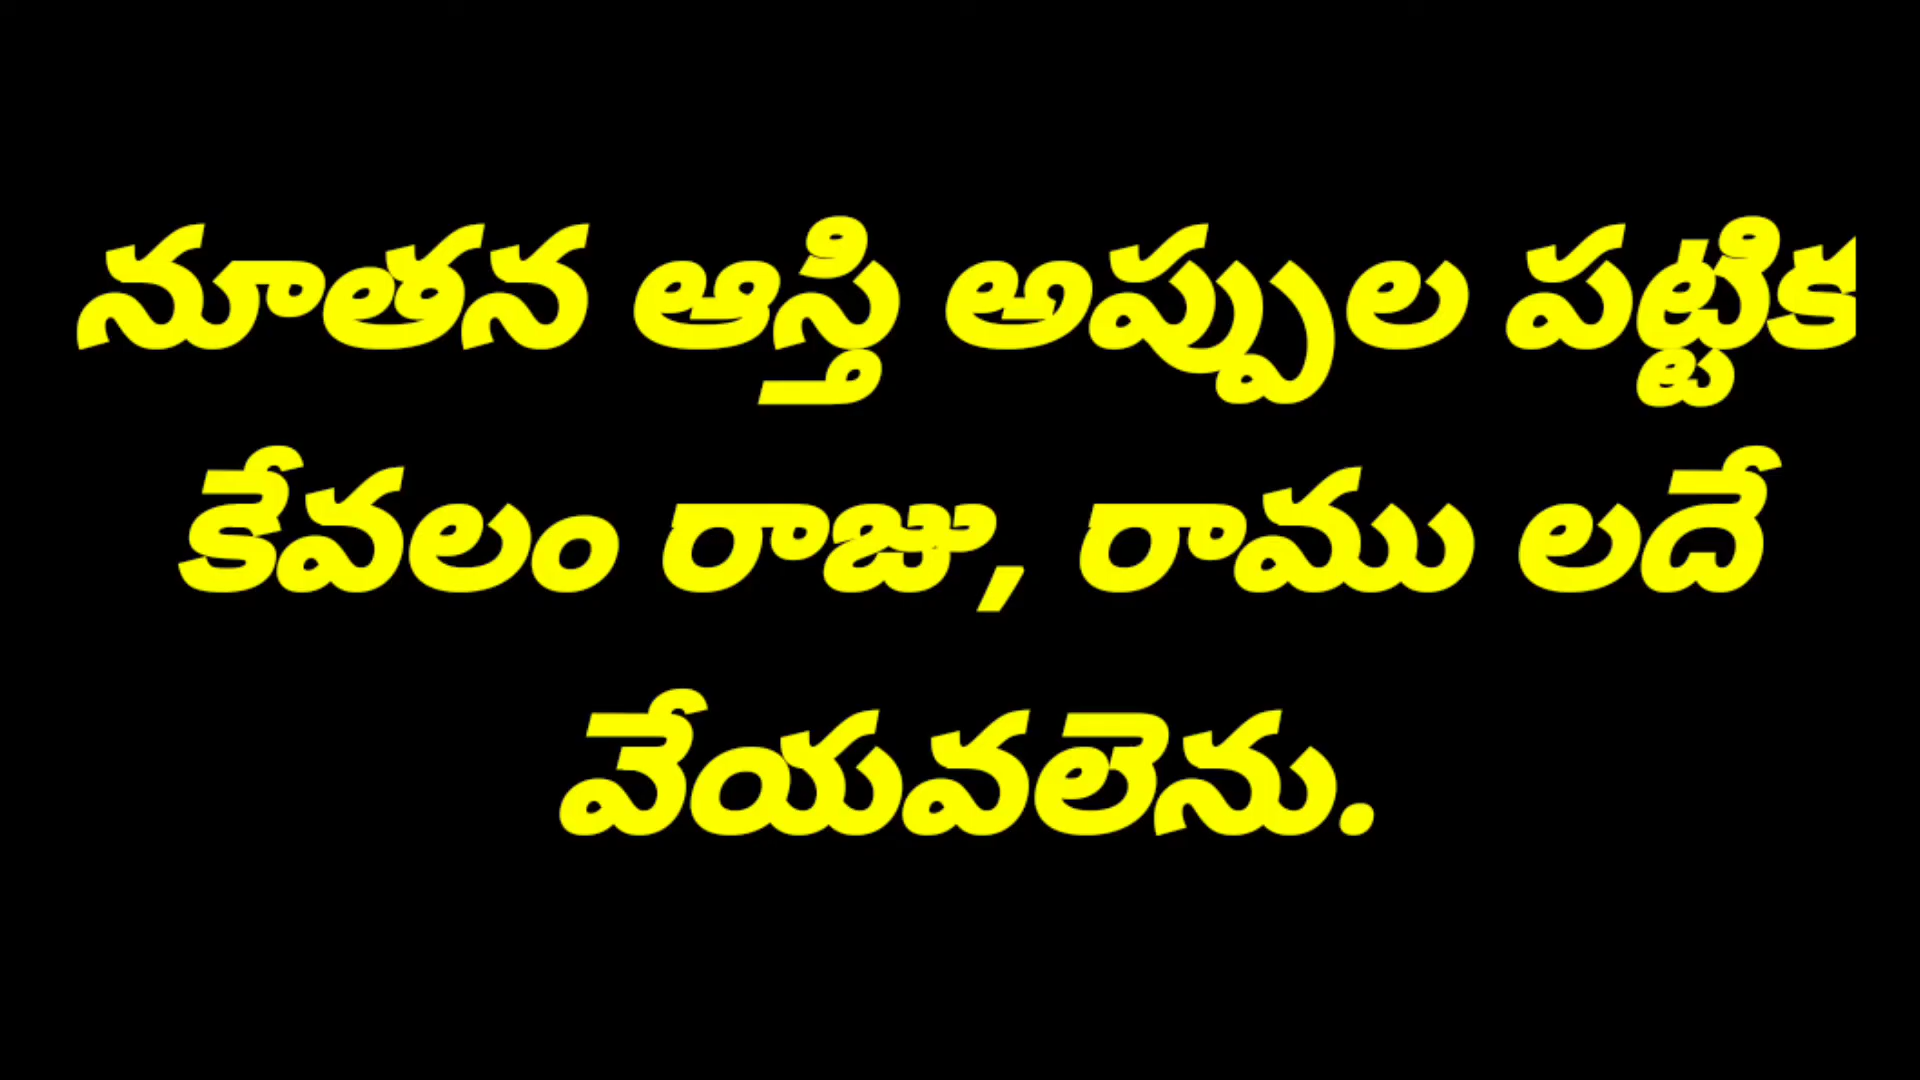 నూతన ఆస్తి అప్పుల పట్టిక
కేవలం రాజు, రాము లదే
వేయవలెను.